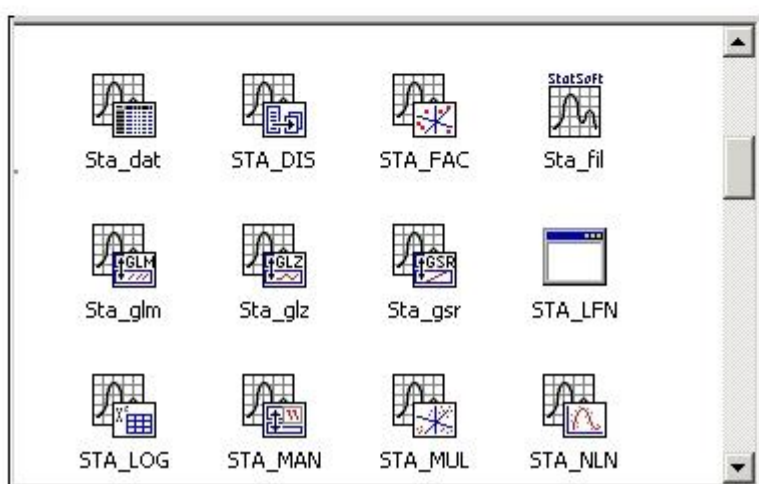 StatSoft
Sta_dat STA_DIS STA_FAC Sta_fil
GLM GLZ GSR
Sta_glm Sta_glz Sta_gsr STA_LFN
STA_LOG STA_MAN STA_MUL STA_NLN